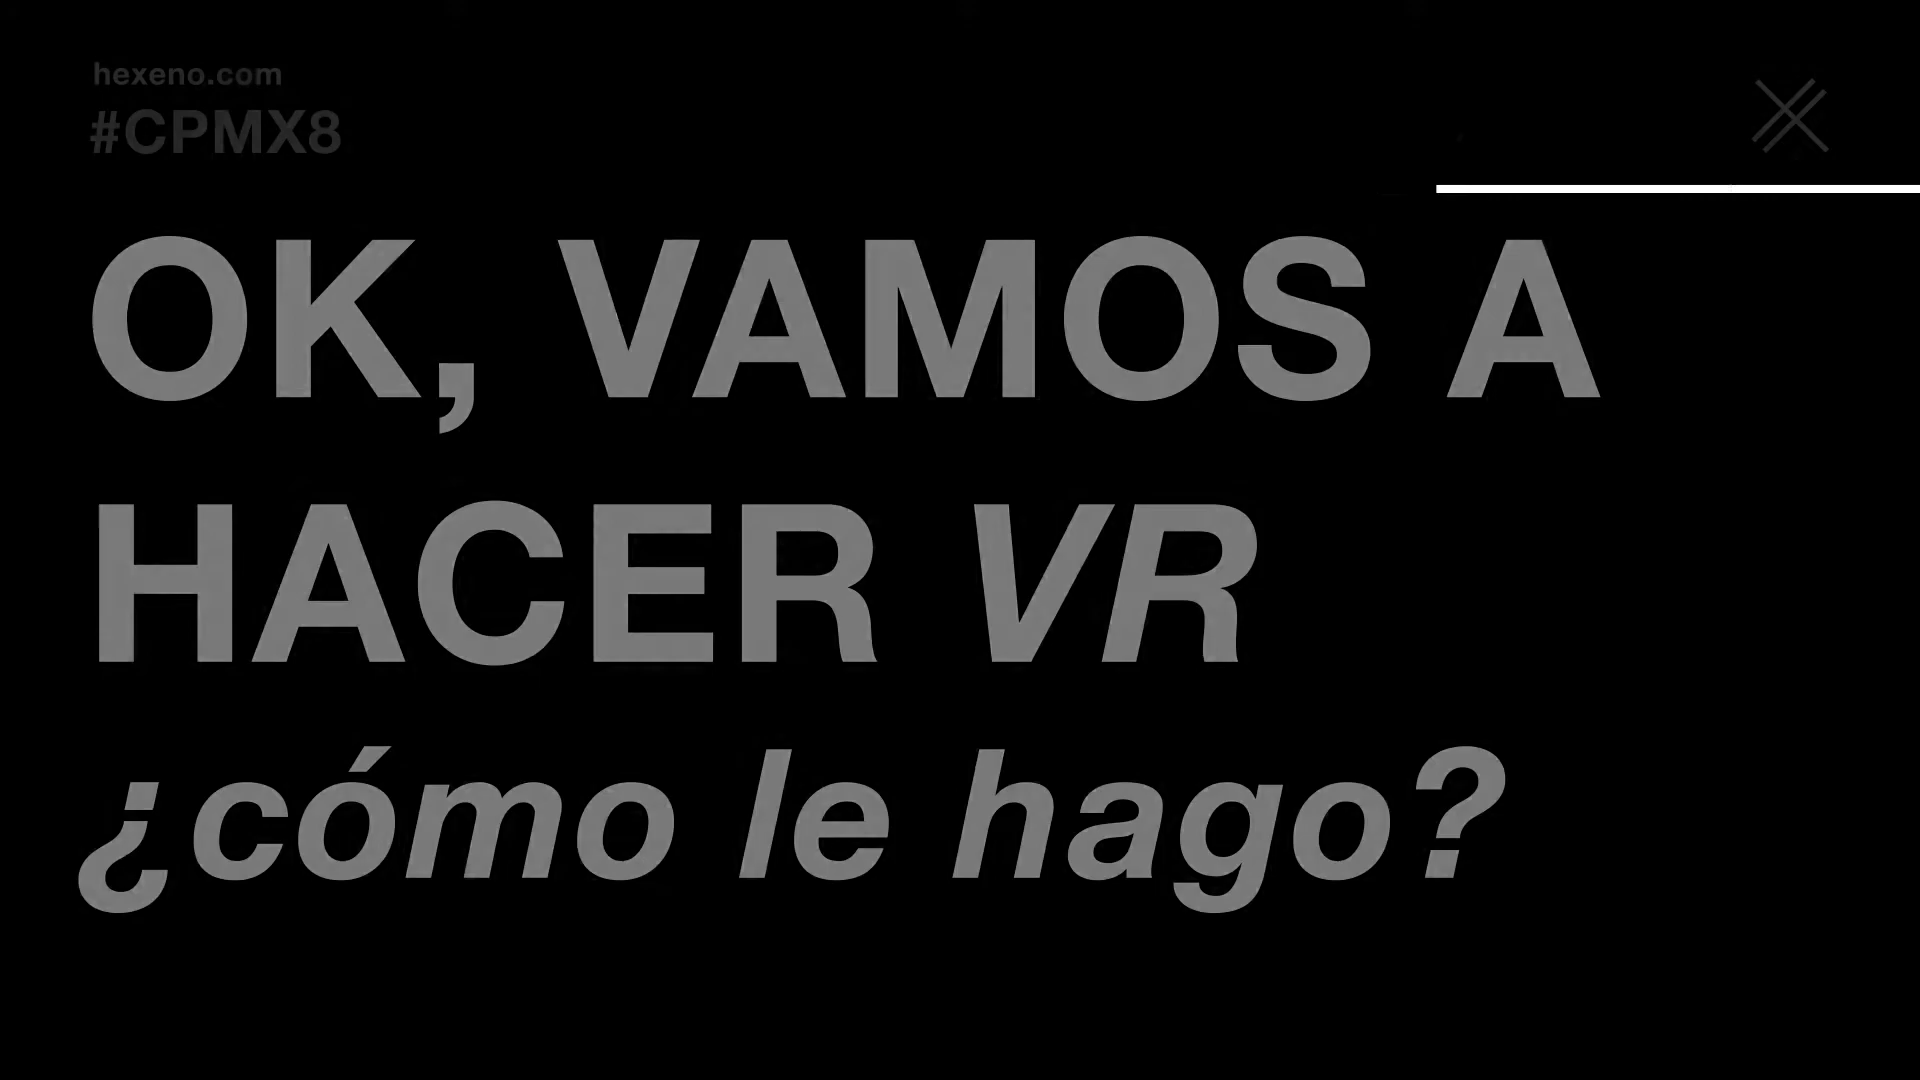 hexeno.com
#CPMX8
OK, VAMOS A
HACER VR
¿cómo le hago?